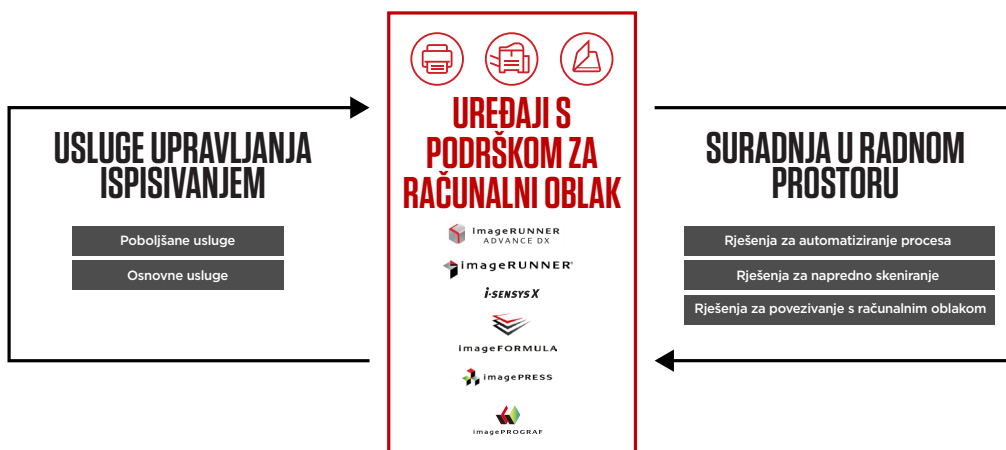 USLUGE UPRAVLJANJA
ISPISIVANJEM
Poboljšane usluge
Osnovne usluge
UREĐAJI S
PODRŠKOM ZA
RAČUNALNI OBLAK
imageRUNNER
ADVANCE DX
imageRUNNER®
i-SENSYS X
imageFORMULA
imagePRESS
imagePROGRAF
SURADNJA U RADNOM
PROSTORU
Rješenja za automatiziranje procesa
Rješenja za napredno skeniranje
Rješenja za povezivanje s računalnim oblakom